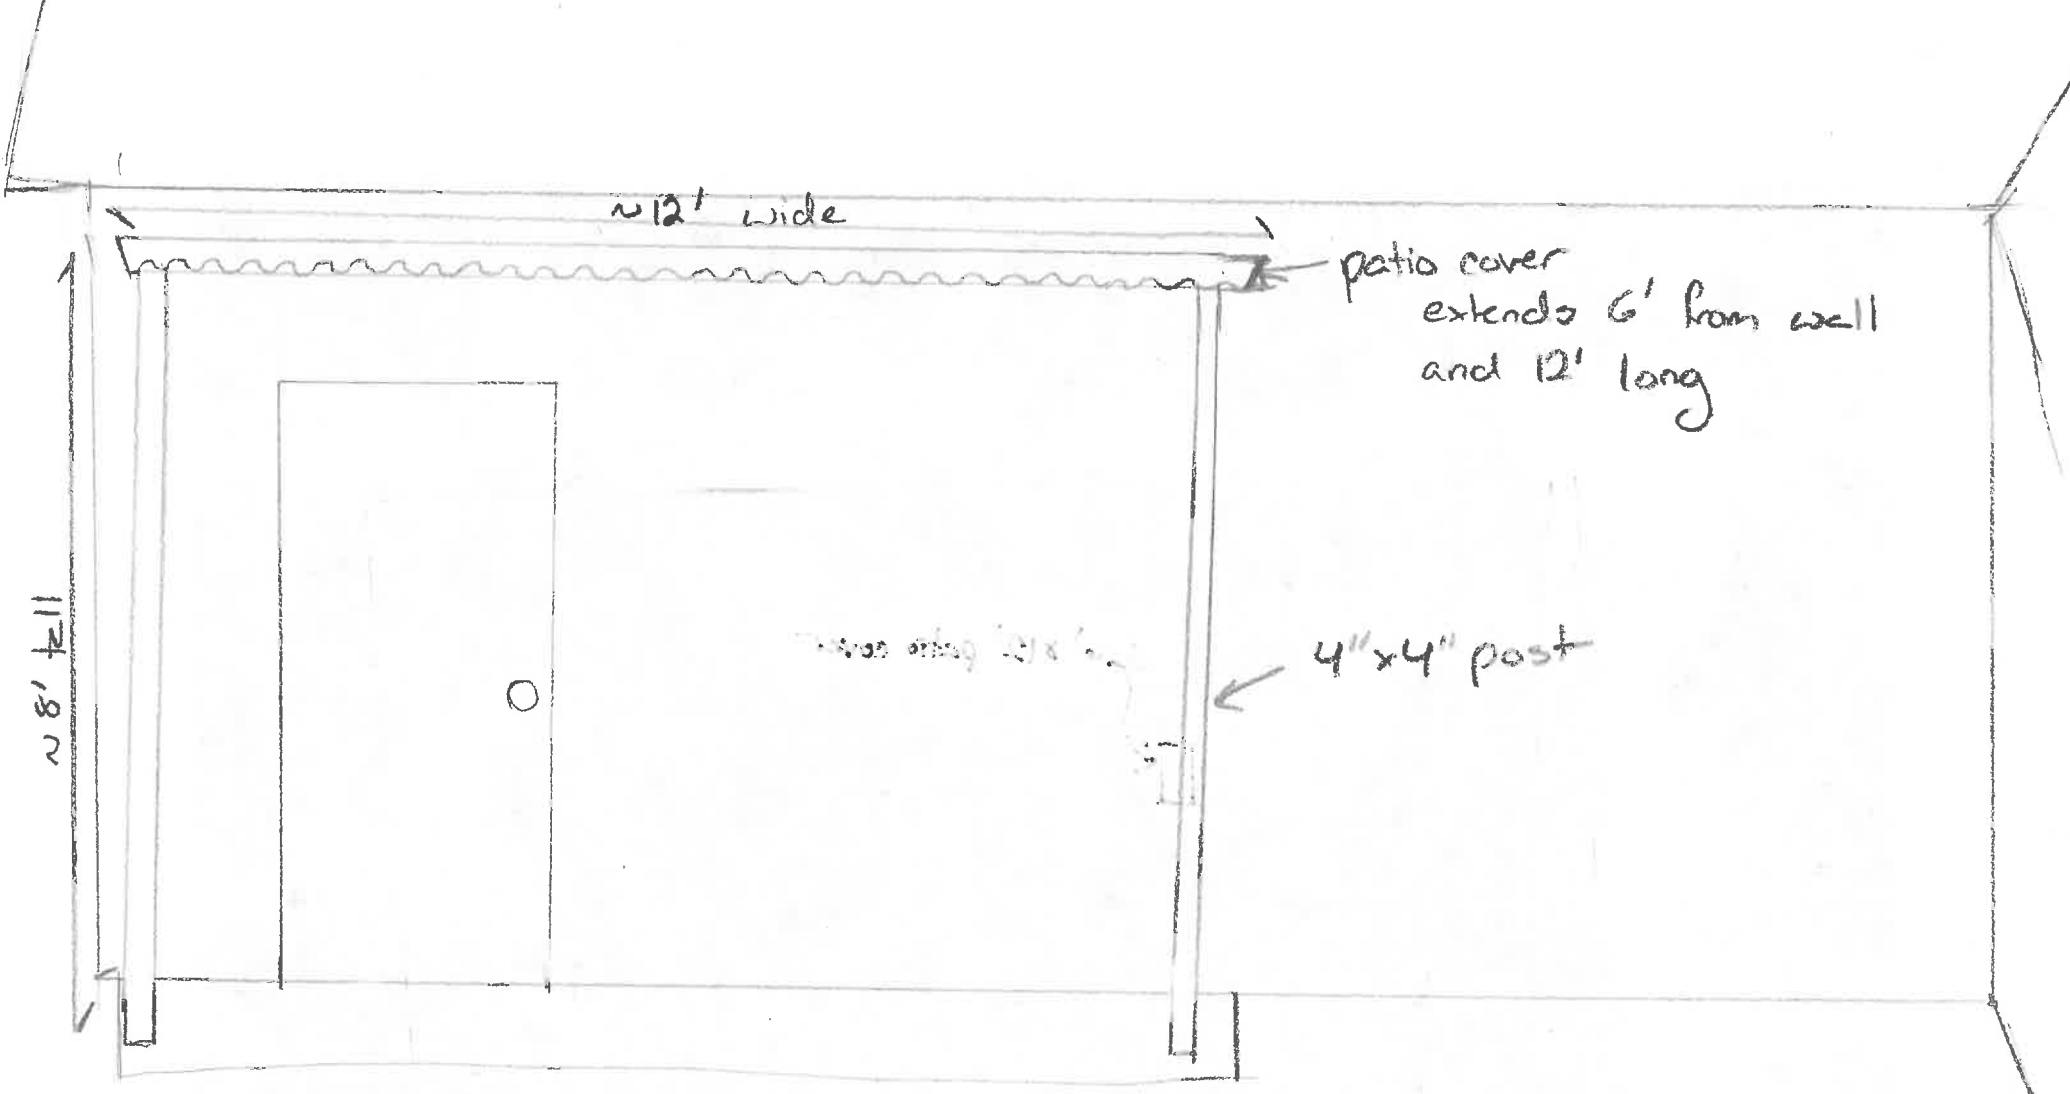 ~12' wide
patio cover
extends 6' from wall
and 12' long
~8' tall
4"x4" post